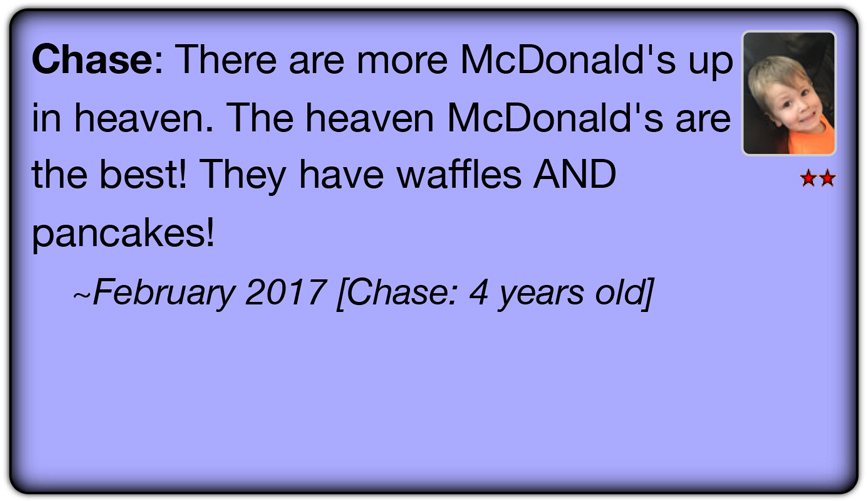 Chase: There are more McDonald's up
in heaven. The heaven McDonald's are
the best! They have waffles AND
pancakes!
~February 2017 [Chase: 4 years old]